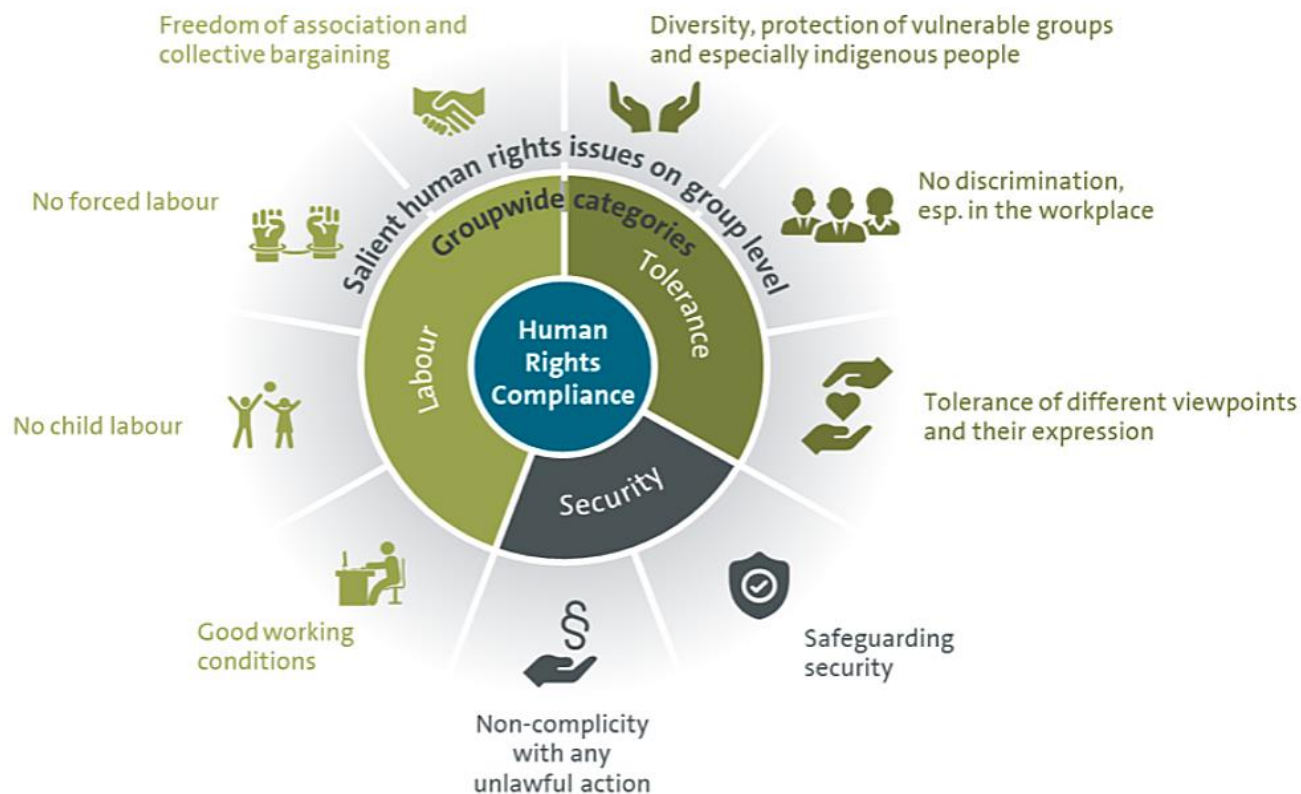 Freedom of association and
collective bargaining
Diversity, protection of vulnerable groups
and especially indigenous people
No forced labour
Salient human rights issues on group level
Groupwide categories
No discrimination,
esp. in the workplace
Tolerance
Human
Rights
Compliance
Labour
No child labour
Tolerance of different viewpoints
and their expression
Security
§
Good working
conditions
Safeguarding
security
Non-complicity
with any
unlawful action